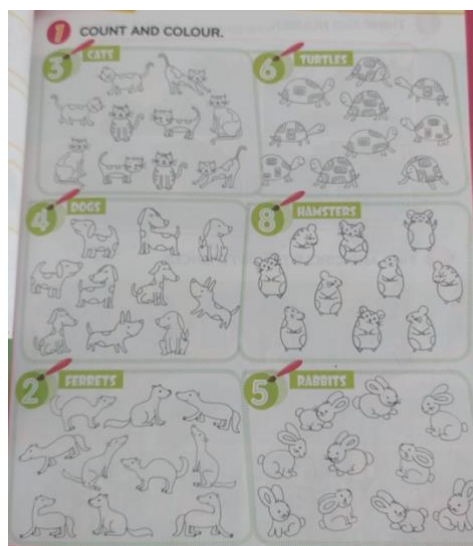 1 COUNT AND COLOUR.
3 CATS
6 TURTLES
4 DOGS
8 HAMSTERS
2 FERRETS
5 RABBITS